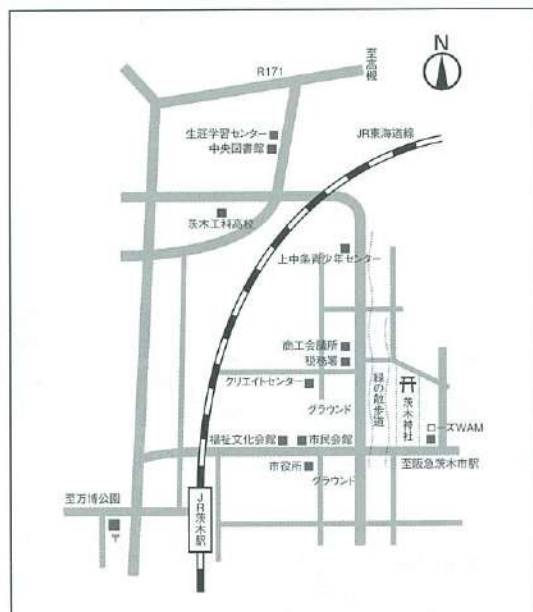 N
至高槻
R171
JR東海道線
生涯学習センター
中央図書館
茨木工科高校
上中条青少年センター
商工会議所
税務署
クリエイトセンター
緑の散歩道
茨木神社
グラウンド
ローズWAM
福祉文化会館
市民会館
市役所
至阪急茨木市駅
グラウンド
至万博公園
JR茨木駅
〒